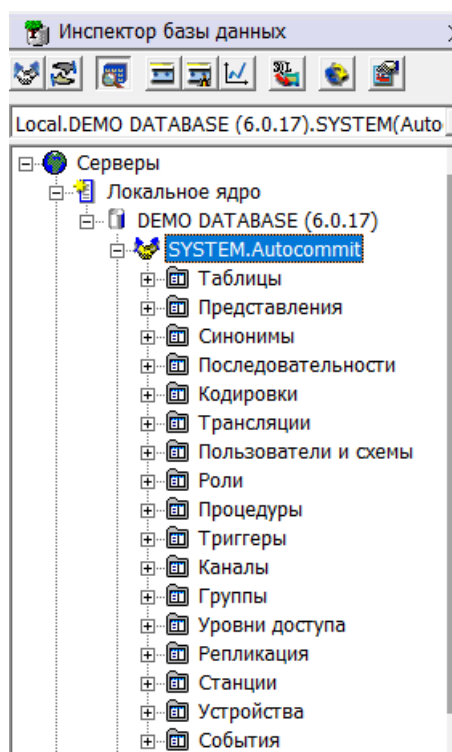 Инспектор базы данных
SQL
Local.DEMO DATABASE (6.0.17).SYSTEM(Auto
Серверы
Локальное ядро
DEMO DATABASE (6.0.17)
SYSTEM.Autocommit
Таблицы
Представления
Синонимы
Последовательности
Кодировки
Трансляции
Пользователи и схемы
Роли
Процедуры
Триггеры
Каналы
Группы
Уровни доступа
Репликация
Станции
Устройства
События